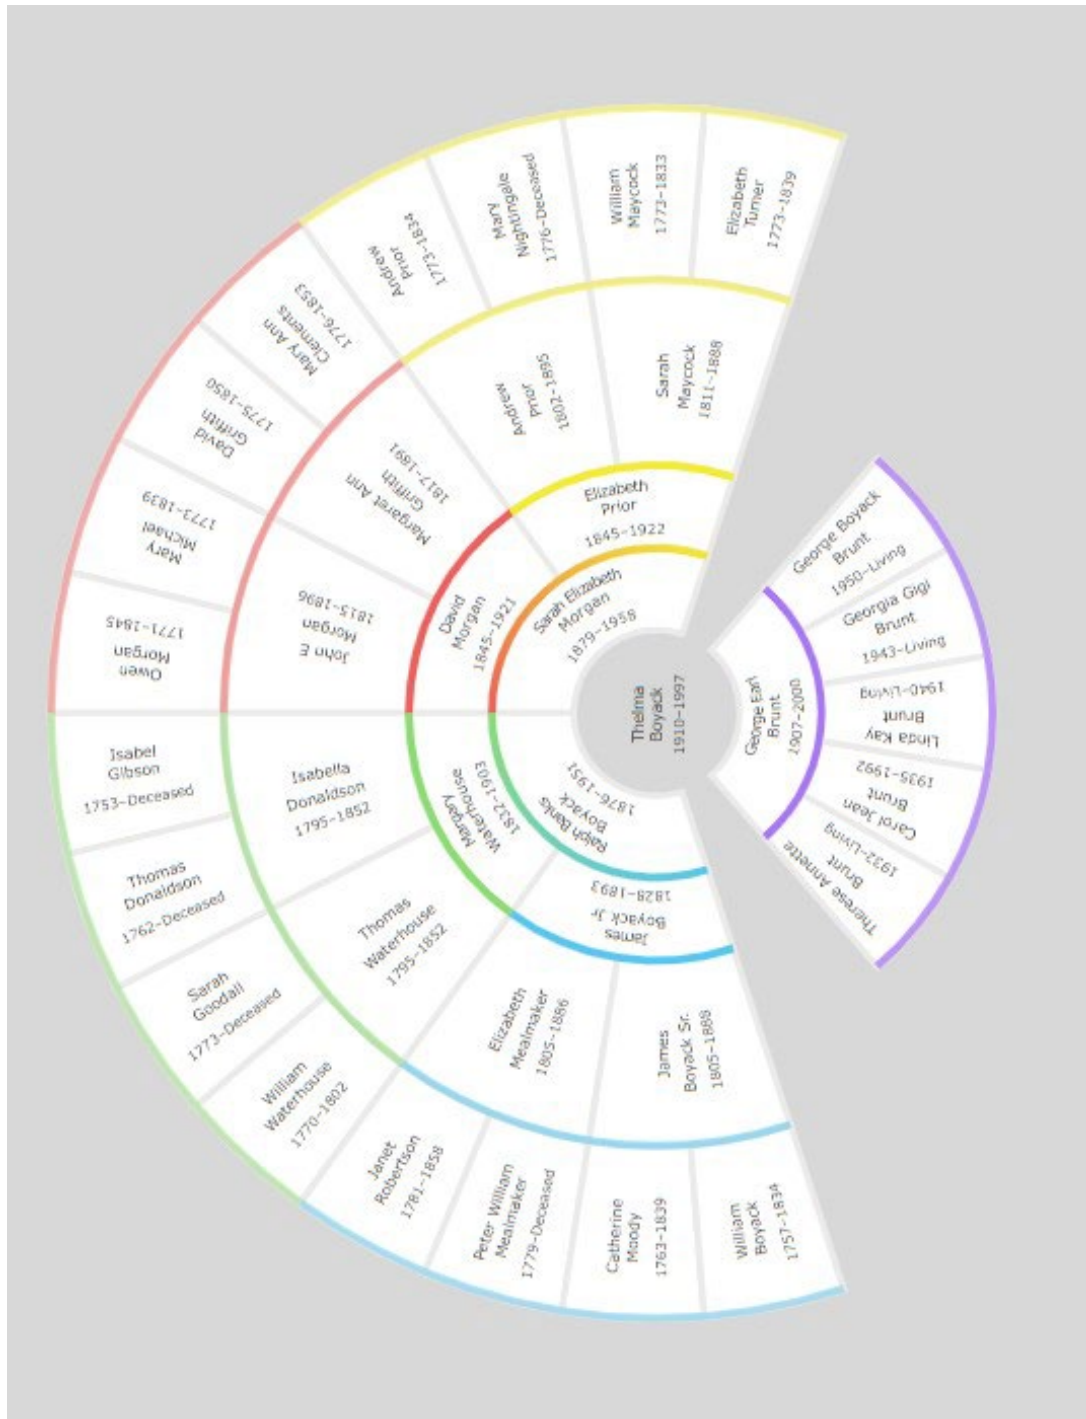 Thelma
Boyack
1910-1997
Ralph Banks
Boyack
1876-1951
Sarah Elizabeth
Morgan
1879-1958
James
Boyack Jr
1828-1893
Margary
Waterhouse
1832-1903
David
Morgan
1845-1921
Elizabeth
Prior
1845-1922
James
Boyack Sr.
1805-1888
Elizabeth
Mealmaker
1805-1886
Thomas
Waterhouse
1795-1852
Isabella
Donaldson
1795-1852
John E
Morgan
1815-1896
Margaret Ann
Griffith
1817-1891
Andrew
Prior
1802-1895
Sarah
Maycock
1811-1888
William
Boyack
1757-1834
Catherine
Moody
1763-1839
Peter William
Mealmaker
1779-Deceased
Janet
Robertson
1781-1858
William
Waterhouse
1770-1802
Sarah
Goodall
1773-Deceased
Thomas
Donaldson
1762-Deceased
Isabel
Gibson
1753-Deceased
Owen
Morgan
1771-1845
Mary
Michael
1773-1839
David
Griffith
1775-1850
Mary Ann
Clements
1776-1853
Andrew
Prior
1773-1834
Mary
Nightingale
1776-Deceased
William
Maycock
1773-1833
Elizabeth
Turner
1773-1839
George Earl
Brunt
1907-2000
George Boyack
Brunt
1950-Living
Georgia Gigi
Brunt
1943-Living
Linda Kay
Brunt
1940-Living
Carol Jean
Brunt
1935-1992
Therese Annette
Brunt
1932-Living